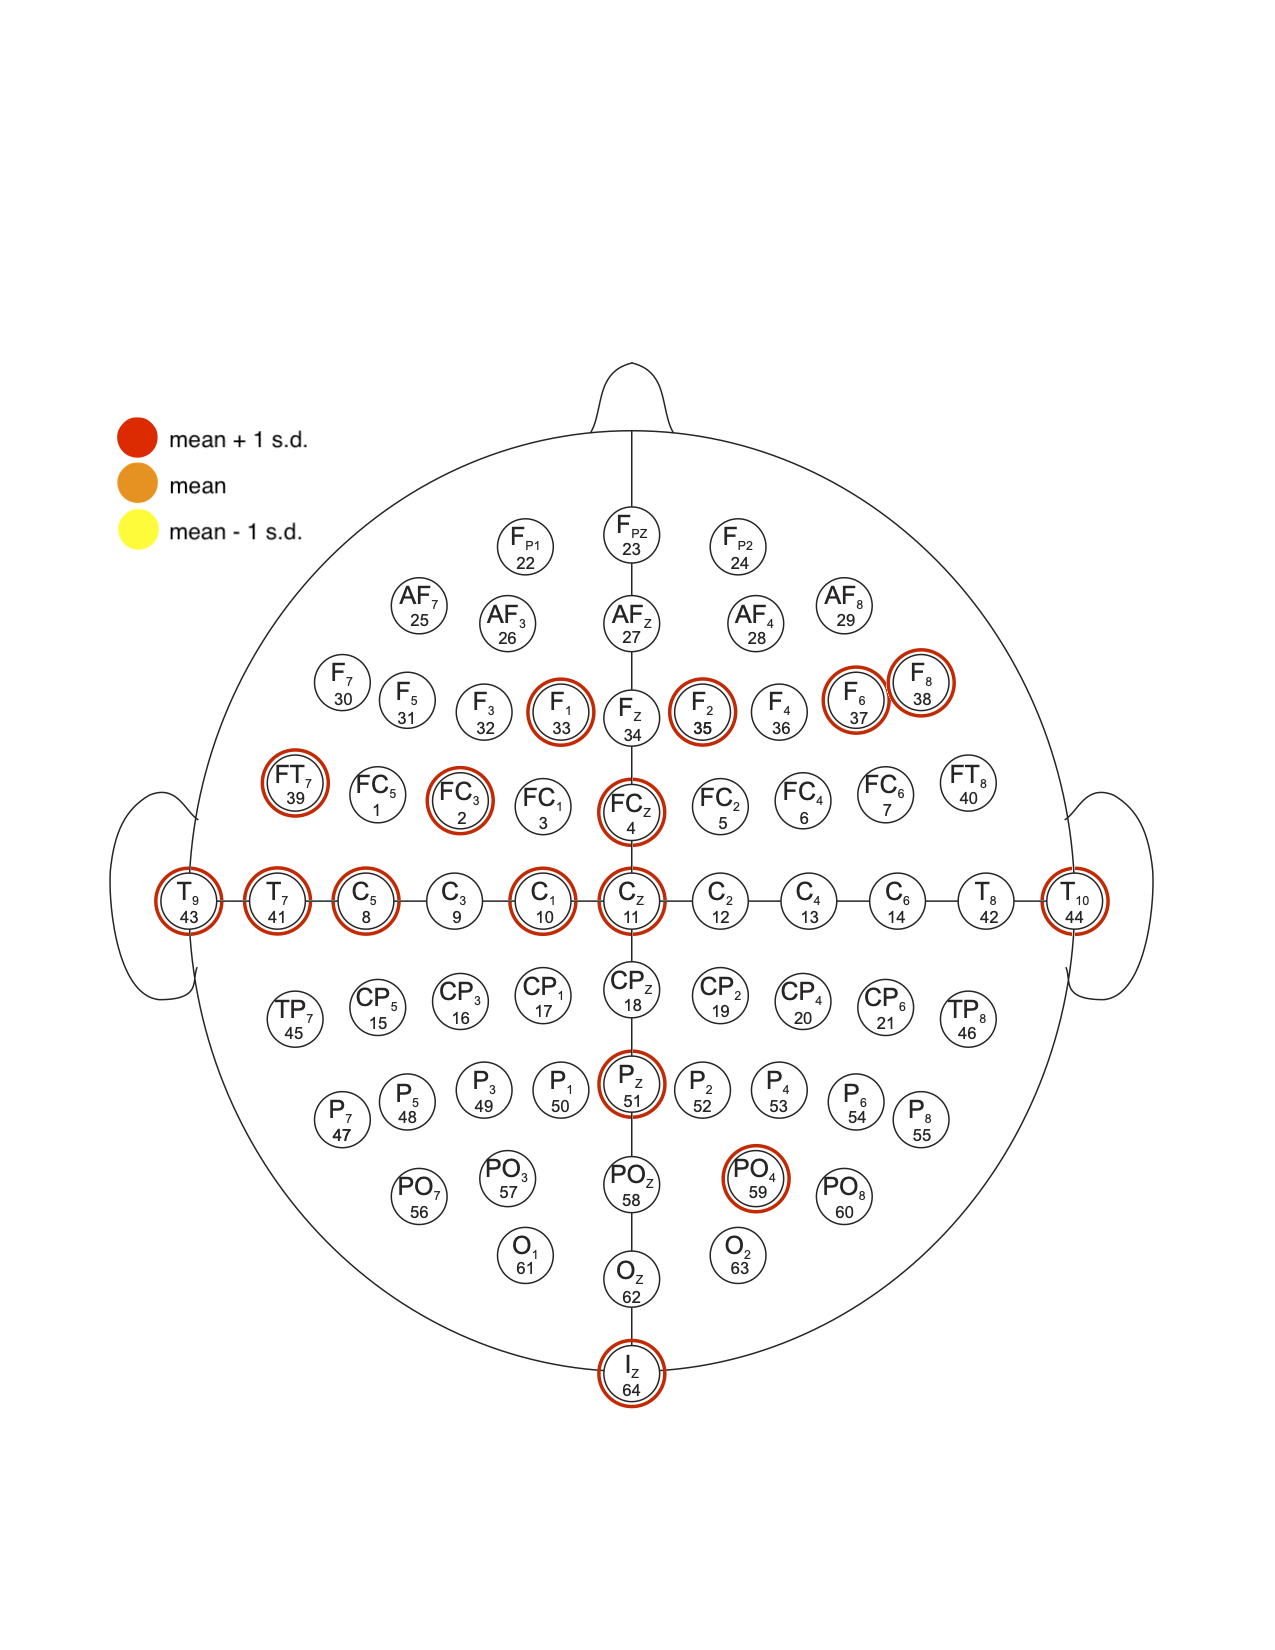 mean + 1 s.d.
mean
mean - 1 s.d.
FP1 FPZ FP2
22 23 24
AF7 AF3 AFZ AF4 AF8
25 26 27 28 29
F7 F5 F3 F1 FZ F2 F4 F6 F8
30 31 32 33 34 35 36 37 38
FT7 FC5 FC3 FC1 FCZ FC2 FC4 FC6 FT8
39 1 2 3 4 5 6 7 40
T9 T7 C5 C3 C1 CZ C2 C4 C6 T8 T10
43 41 8 9 10 11 12 13 14 42 44
TP7 CP5 CP3 CP1 CPZ CP2 CP4 CP6 TP8
45 15 16 17 18 19 20 21 46
P7 P5 P3 P1 PZ P2 P4 P6 P8
47 48 49 50 51 52 53 54 55
PO7 PO3 POZ PO4 PO8
56 57 58 59 60
O1 OZ O2
61 62 63
IZ
64